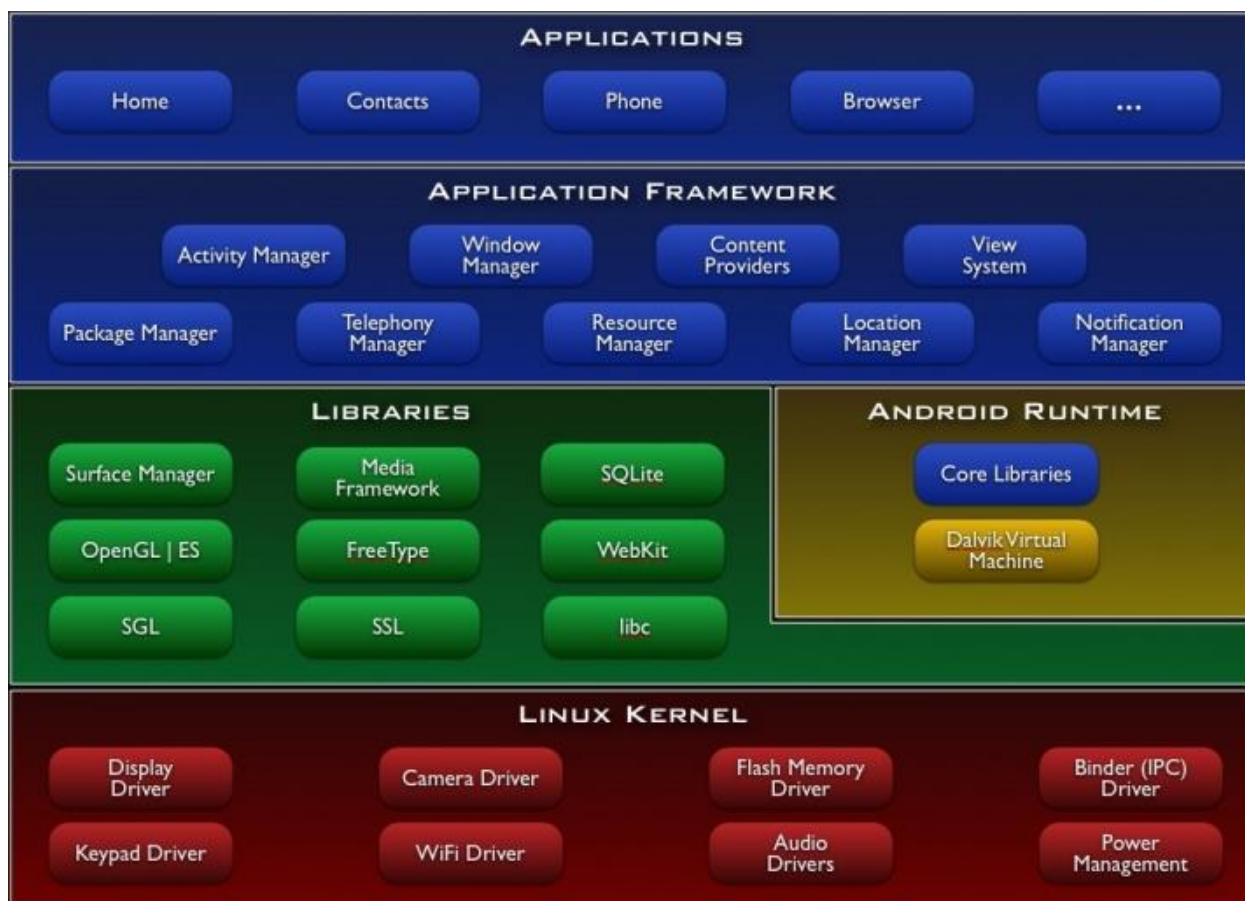 APPLICATIONS
Home
Contacts
Phone
Browser
...
APPLICATION FRAMEWORK
Activity Manager
Window
Manager
Content
Providers
View
System
Package Manager
Telephony
Manager
Resource
Manager
Location
Manager
Notification
Manager
LIBRARIES
Surface Manager
Media
Framework
SQLite
OpenGL | ES
FreeType
WebKit
SGL
SSL
libc
ANDROID RUNTIME
Core Libraries
Dalvik Virtual
Machine
LINUX KERNEL
Display
Driver
Camera Driver
Flash Memory
Driver
Binder (IPC)
Driver
Keypad Driver
WiFi Driver
Audio
Drivers
Power
Management